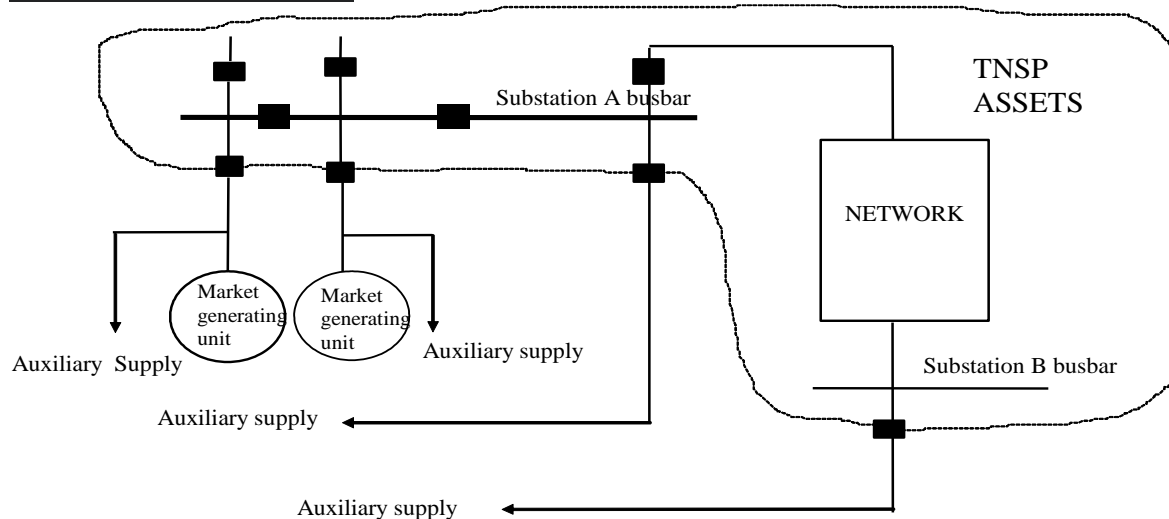 TNSP
ASSETS
Substation A busbar
NETWORK
Market
generating
unit
Market
generating
unit
Auxiliary Supply
Auxiliary supply
Substation B busbar
Auxiliary supply
Auxiliary supply